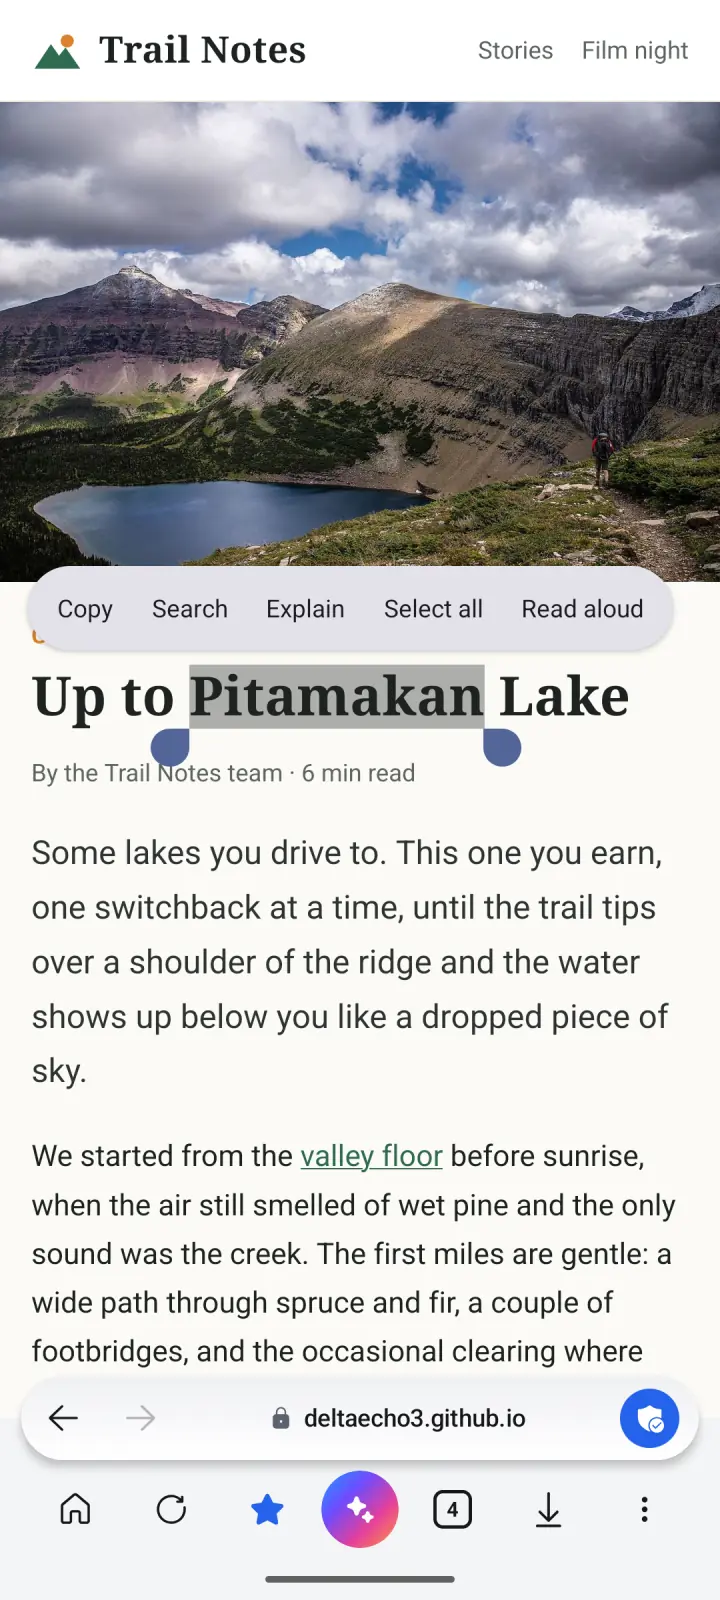 Trail Notes
Stories Film night
Copy Search Explain Select all Read aloud
Up to Pitamakan Lake
By the Trail Notes team · 6 min read
Some lakes you drive to. This one you earn,
one switchback at a time, until the trail tips
over a shoulder of the ridge and the water
shows up below you like a dropped piece of
sky.
We started from the valley floor before sunrise,
when the air still smelled of wet pine and the only
sound was the creek. The first miles are gentle: a
wide path through spruce and fir, a couple of
footbridges, and the occasional clearing where
deltaecho3.github.io
4